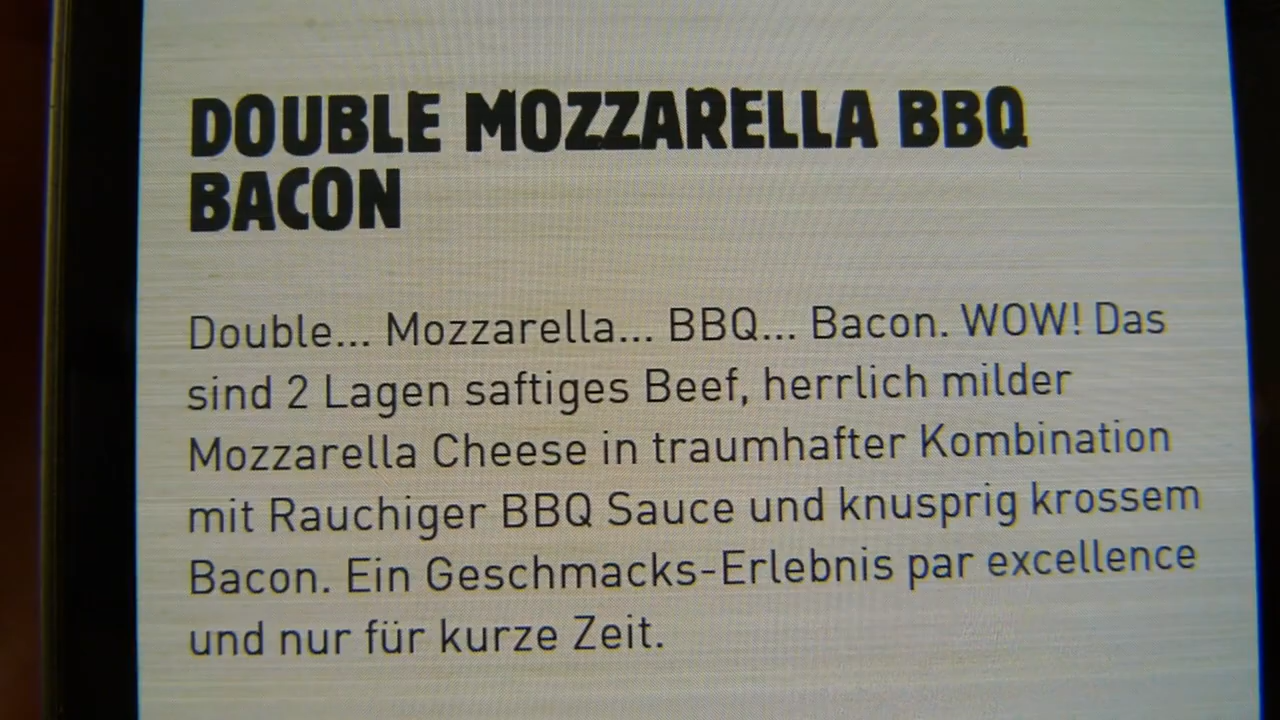 DOUBLE MOZZARELLA BBQ
BACON
Double... Mozzarella... BBQ... Bacon. WOW! Das
sind 2 Lagen saftiges Beef, herrlich milder
Mozzarella Cheese in traumhafter Kombination
mit Rauchiger BBQ Sauce und knusprig krossem
Bacon. Ein Geschmacks-Erlebnis par excellence
und nur für kurze Zeit.